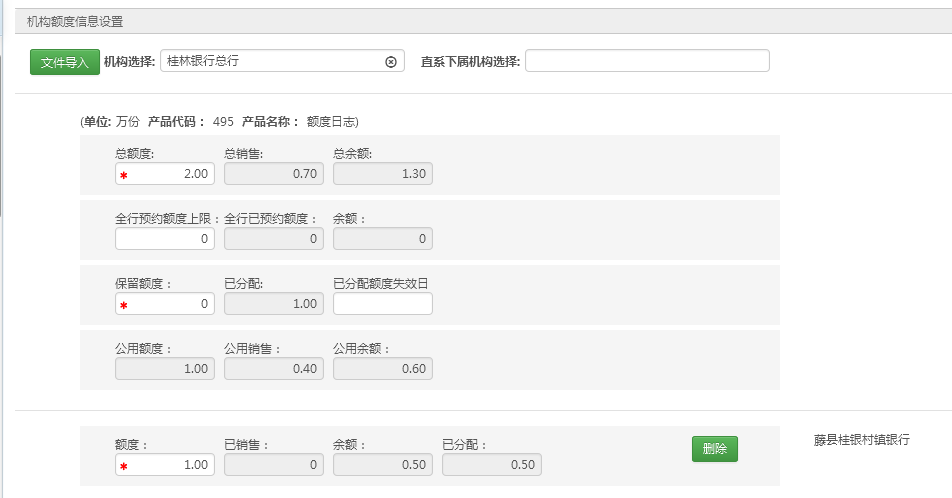 机构额度信息设置
文件导入 机构选择: 桂林银行总行 直系下属机构选择:
(单位: 万份 产品代码： 495 产品名称： 额度日志)
总额度: 总销售: 总余额:
* 2.00 0.70 1.30
全行预约额度上限： 全行已预约额度： 余额：
0 0 0
保留额度： 已分配: 已分配额度失效日
* 0 1.00
公用额度： 公用销售： 公用余额：
1.00 0.40 0.60
额度： 已销售： 余额： 已分配： 删除 藤县桂银村镇银行
* 1.00 0 0.50 0.50